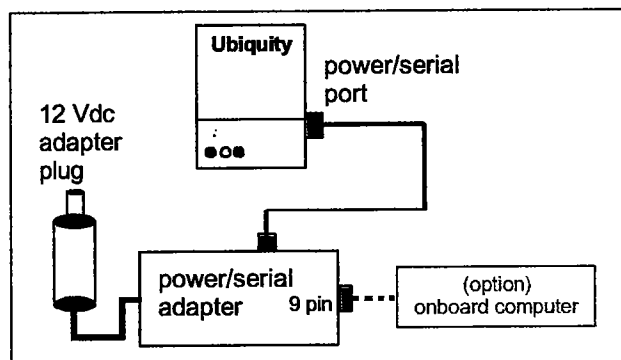 Ubiquity
power/serial
port
12 Vdc
adapter
plug
power/serial
adapter
9 pin
(option)
onboard computer